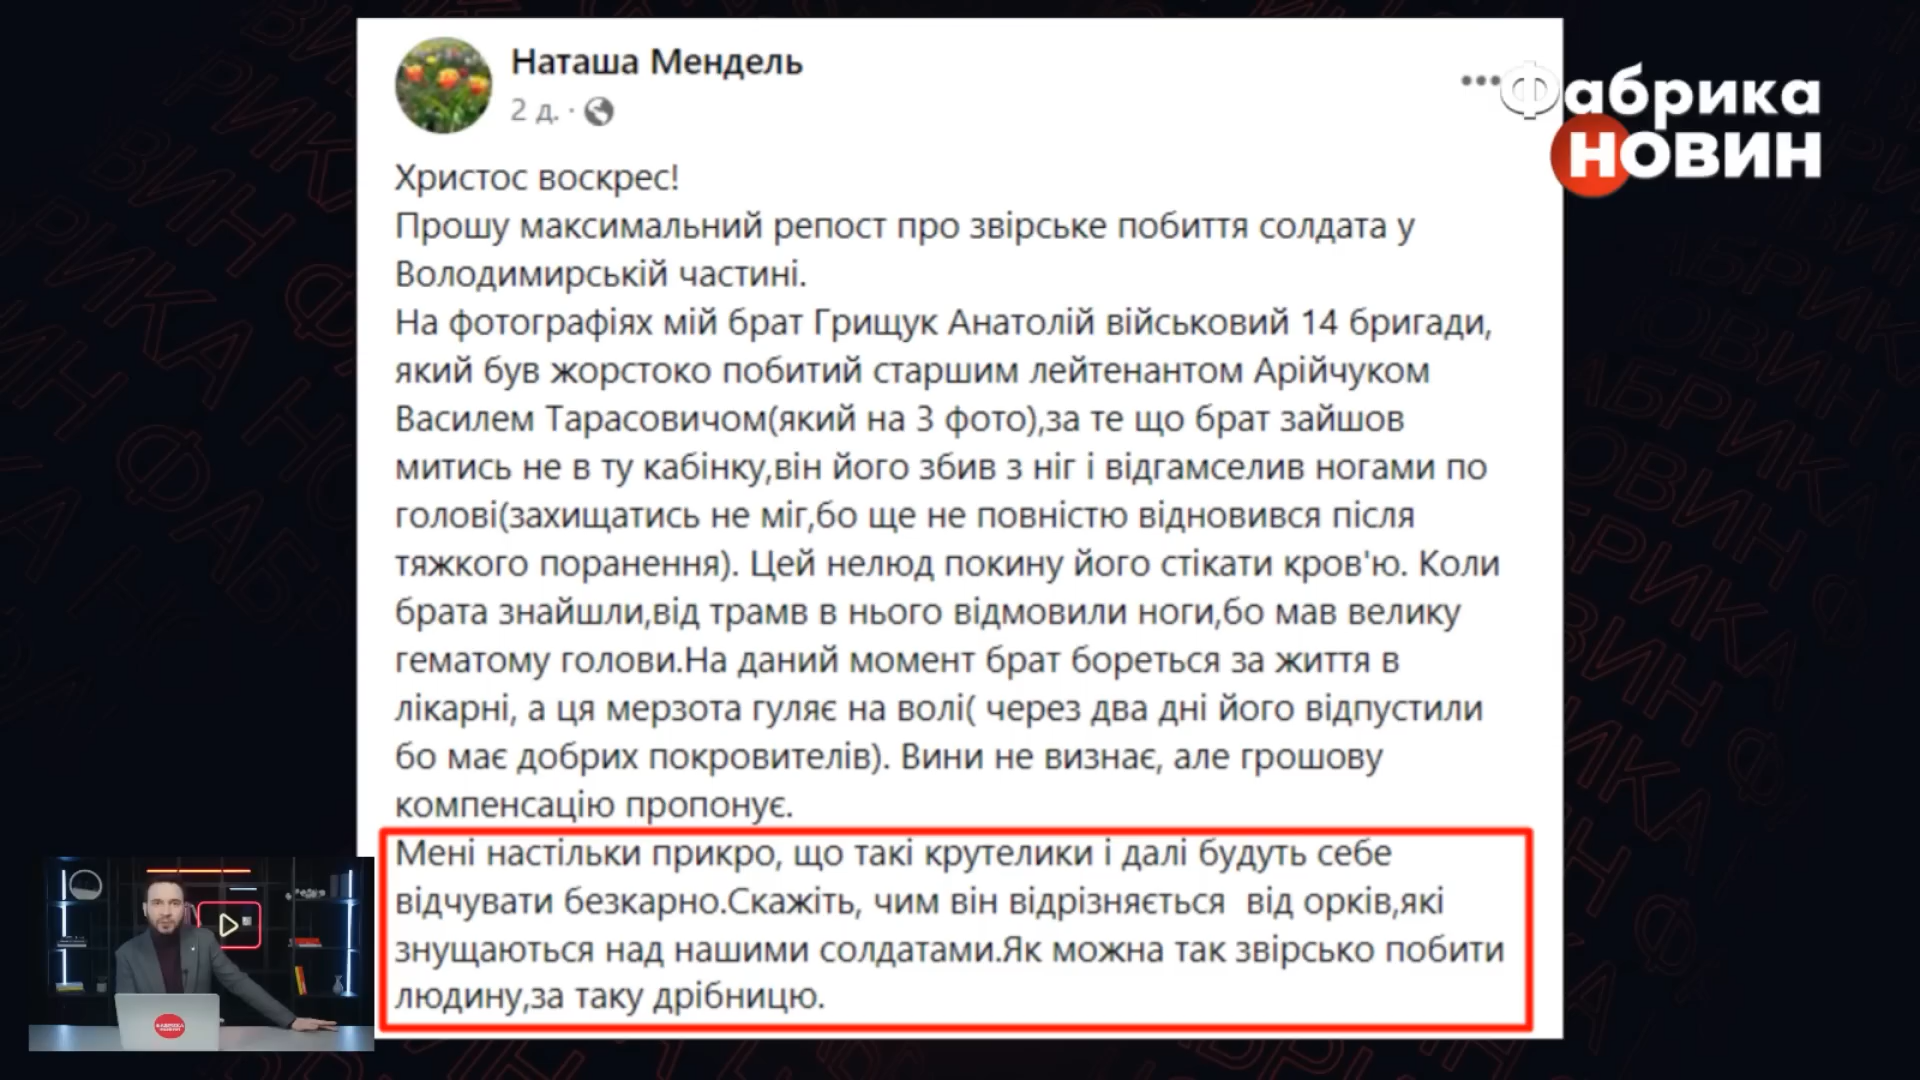 Наташа Мендель
2 д. ·
Фабрика
новин
Христос воскрес!
Прошу максимальний репост про звірське побиття солдата у
Володимирській частині.
На фотографіях мій брат Грищук Анатолій військовий 14 бригади,
який був жорстоко побитий старшим лейтенантом Арійчуком
Василем Тарасовичом(який на 3 фото),за те що брат зайшов
митись не в ту кабінку,він його збив з ніг і відгамселив ногами по
голові(захищатись не міг,бо ще не повністю відновився після
тяжкого поранення). Цей нелюд покину його стікати кров'ю. Коли
брата знайшли,від трамв в нього відмовили ноги,бо мав велику
гематому голови.На даний момент брат бореться за життя в
лікарні, а ця мерзота гуляє на волі( через два дні його відпустили
бо має добрих покровителів). Вини не визнає, але грошову
компенсацію пропонує.
Мені настільки прикро, що такі крутелики і далі будуть себе
відчувати безкарно.Скажіть, чим він відрізняється  від орків,які
знущаються над нашими солдатами.Як можна так звірсько побити
людину,за таку дрібницю.